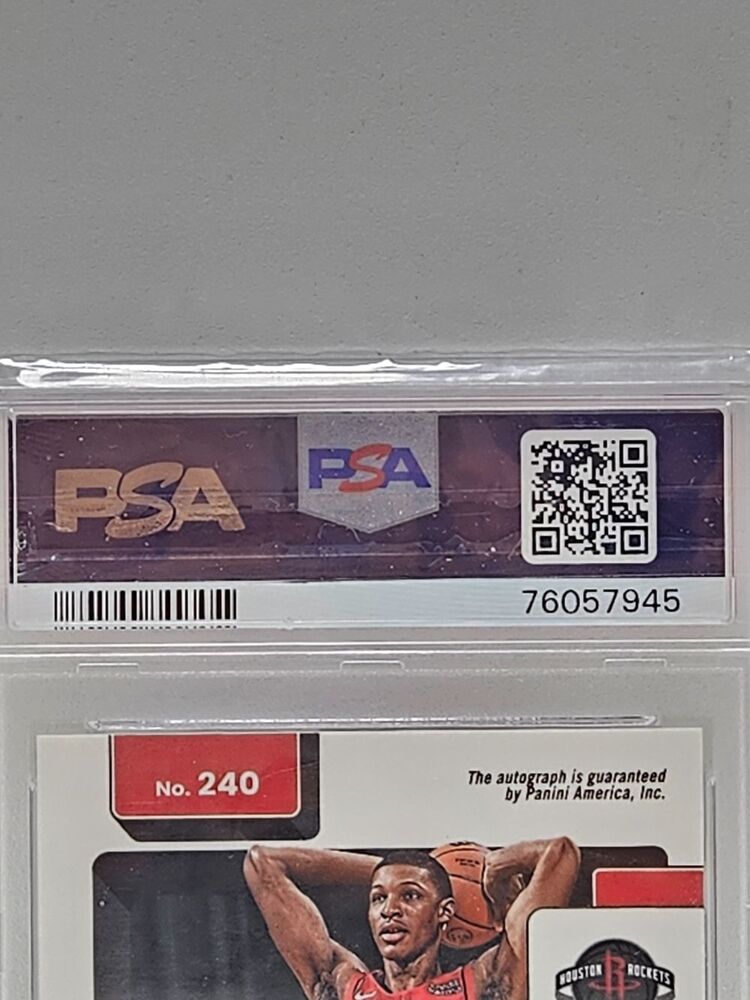 PSA
PSA
76057945
No. 240
The autograph is guaranteed
by Panini America, Inc.
HOUSTON ROCKETS